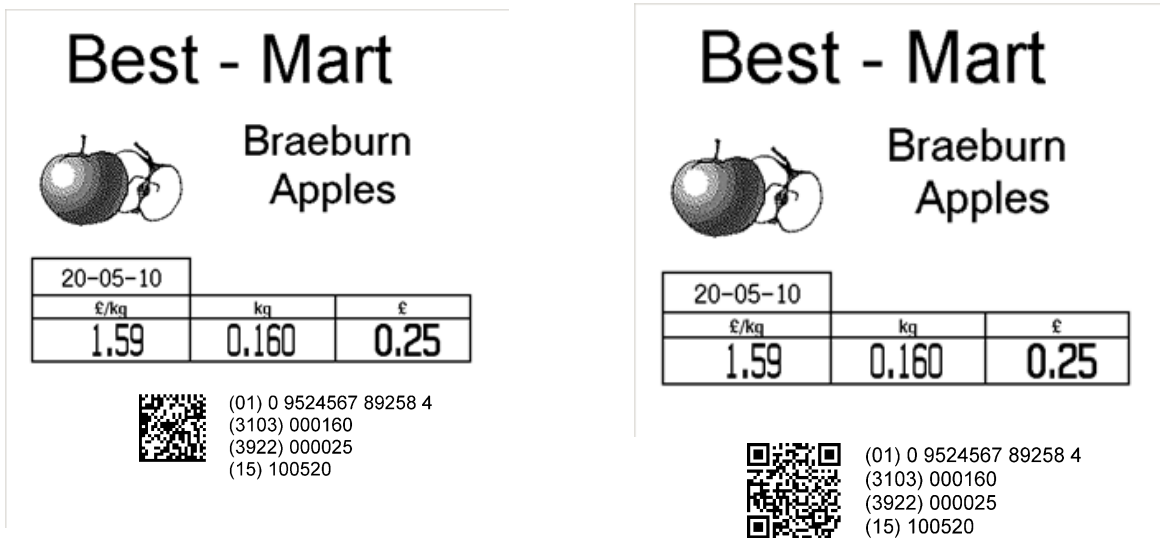 Best - Mart
Braeburn
Apples
20-05-10
£/kg kg £
1.59 0.160 0.25
(01) 0 9524567 89258 4
(3103) 000160
(3922) 000025
(15) 100520
Best - Mart
Braeburn
Apples
20-05-10
£/kg kg £
1.59 0.160 0.25
(01) 0 9524567 89258 4
(3103) 000160
(3922) 000025
(15) 100520